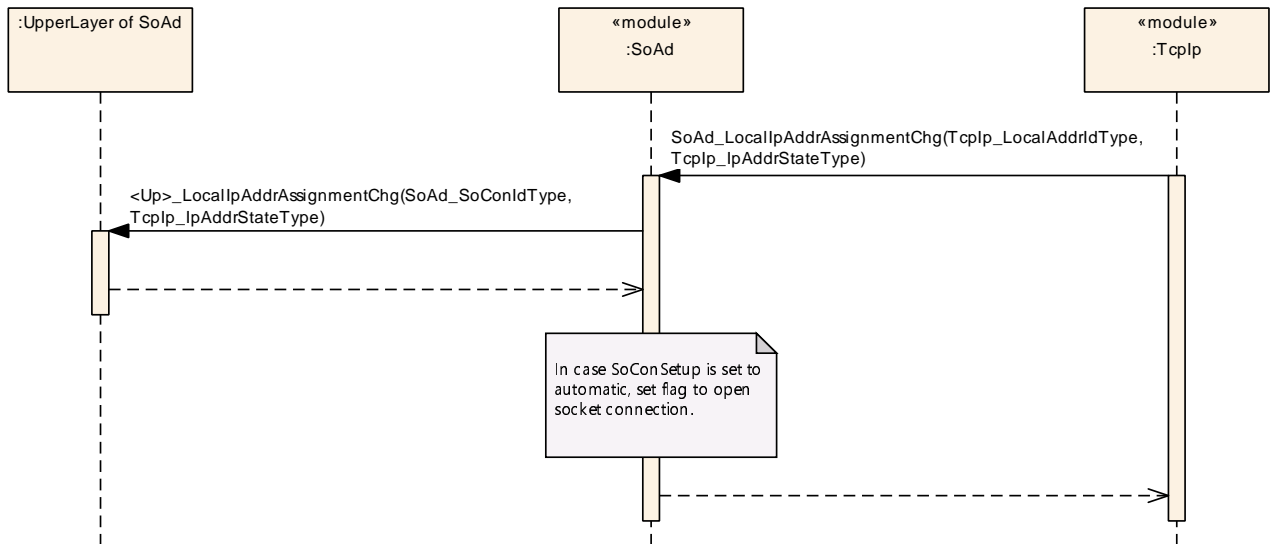 :UpperLayer of SoAd
«module»
:SoAd
«module»
:TcpIp
SoAd_LocalIpAddrAssignmentChg(TcpIp_LocalAddrIdType,
TcpIp_IpAddrStateType)
<Up>_LocalIpAddrAssignmentChg(SoAd_SoConIdType,
TcpIp_IpAddrStateType)
In case SoConSetup is set to
automatic, set flag to open
socket connection.